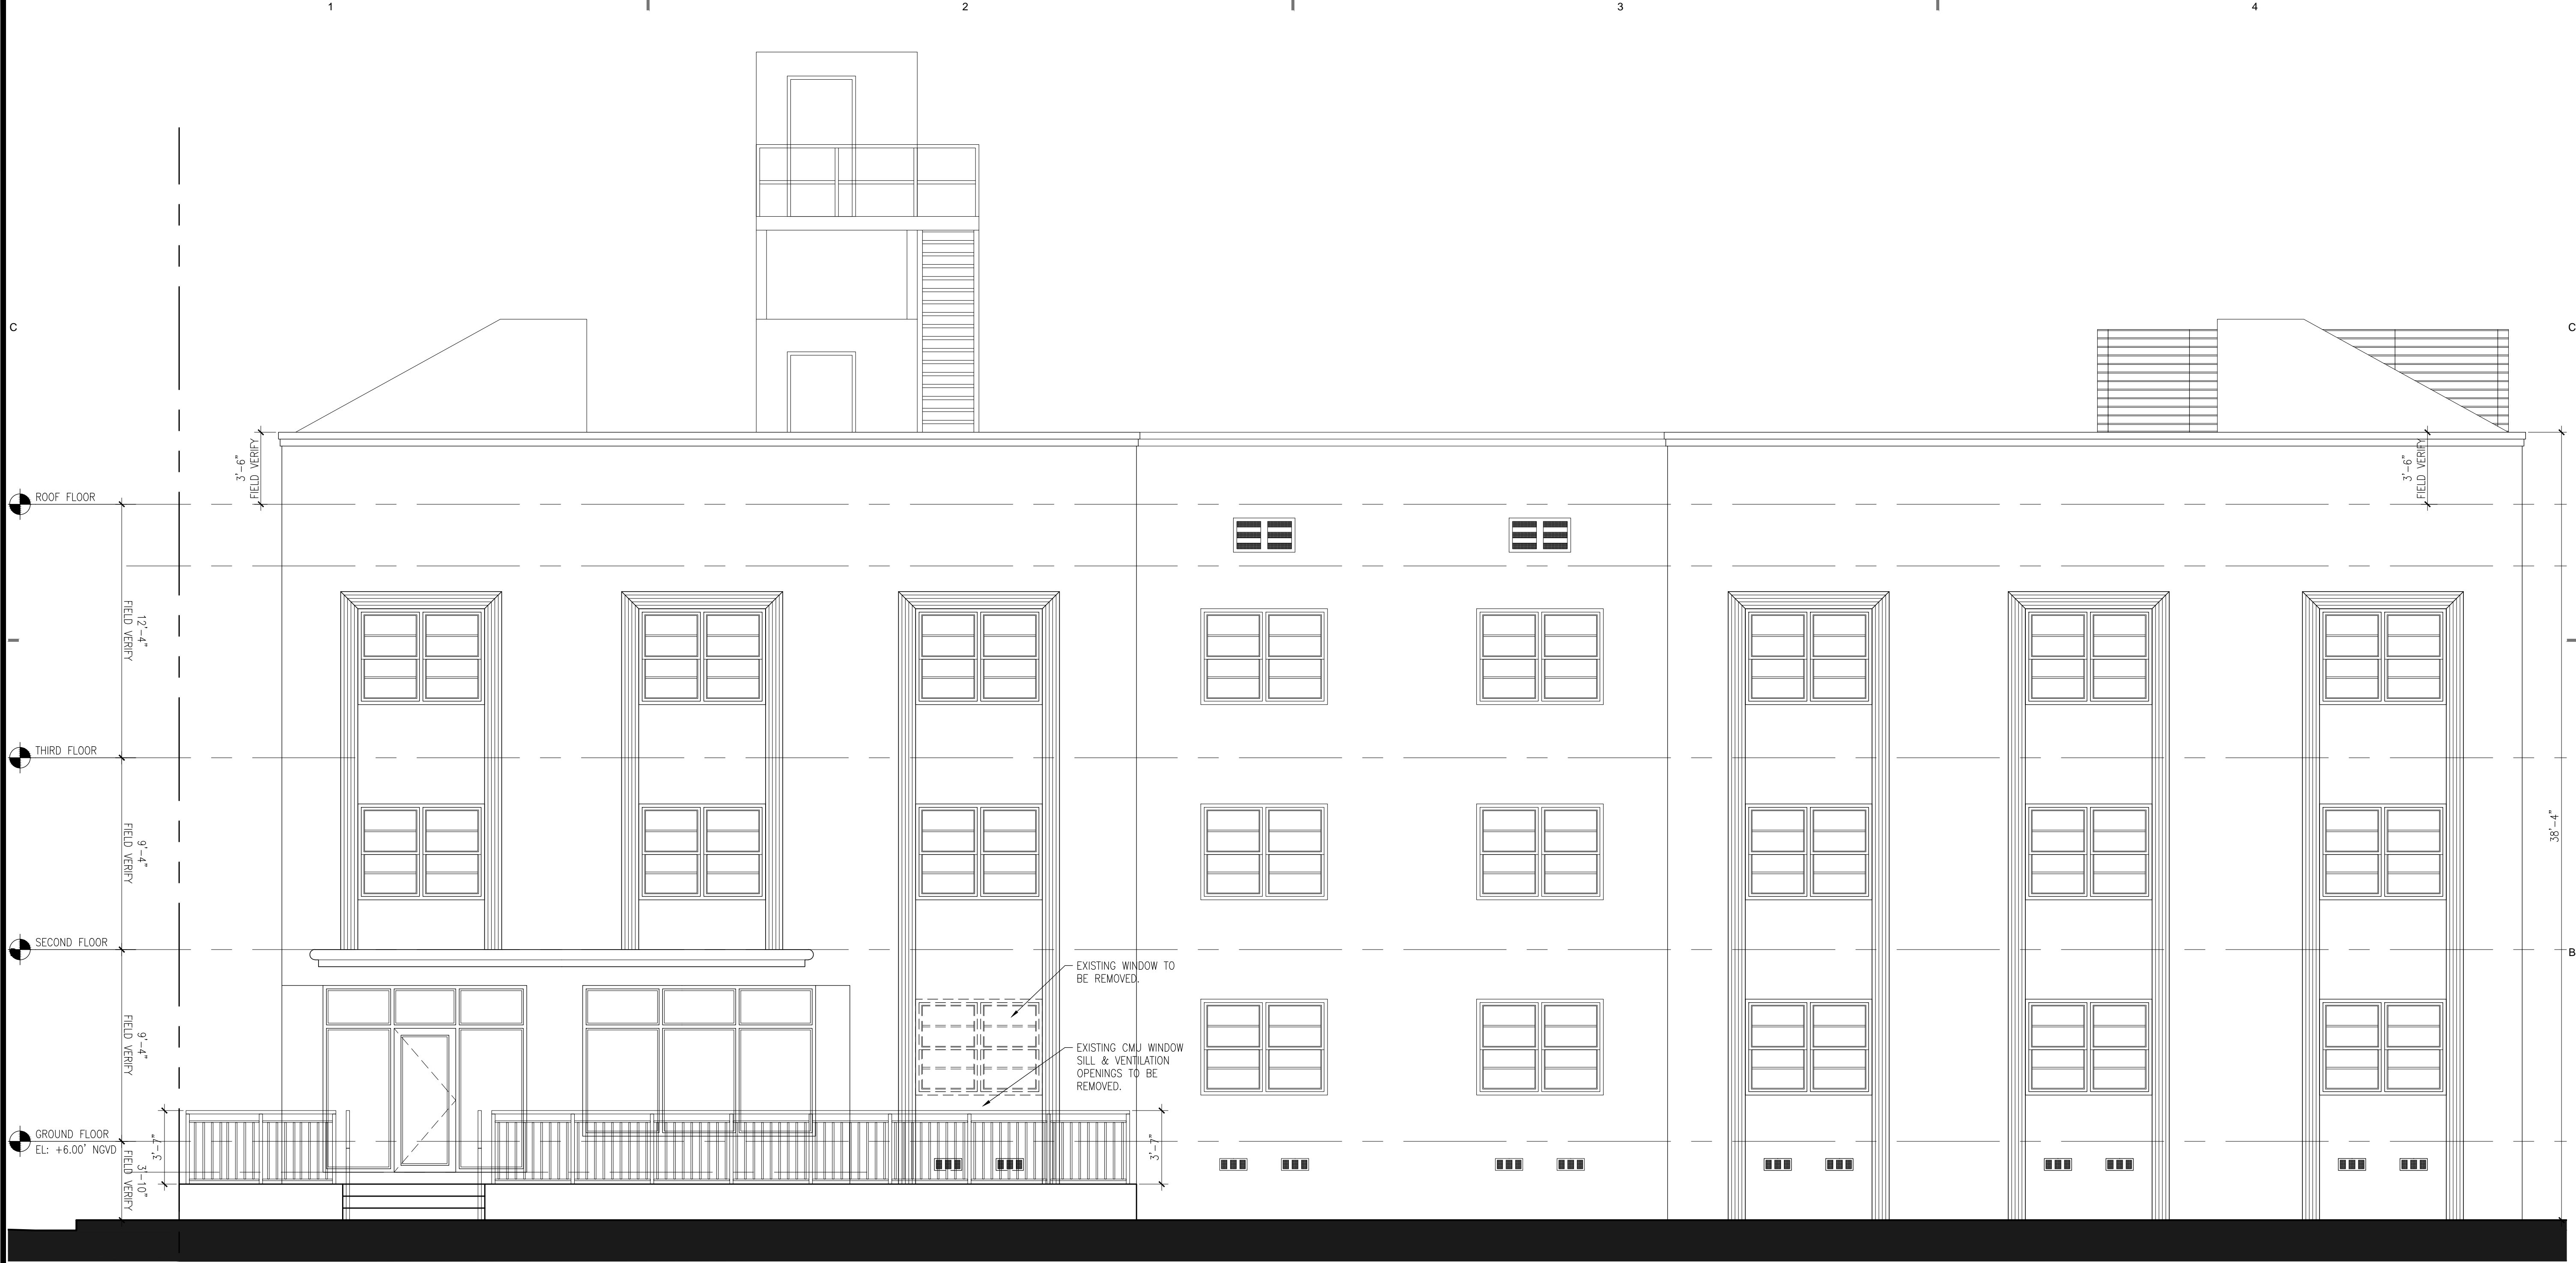 1
2
3
4
C
C
3'-6"
FIELD VERIFY
3'-6"
FIELD VERIFY
ROOF FLOOR
12'-4"
FIELD VERIFY
THIRD FLOOR
9'-4"
FIELD VERIFY
38'-4"
SECOND FLOOR
B
EXISTING WINDOW TO
BE REMOVED.
9'-4"
FIELD VERIFY
EXISTING CMU WINDOW
SILL & VENTILATION
OPENINGS TO BE
REMOVED.
GROUND FLOOR
EL: +6.00' NGVD
3'-7"
3'-7"
3'-10"
FIELD VERIFY